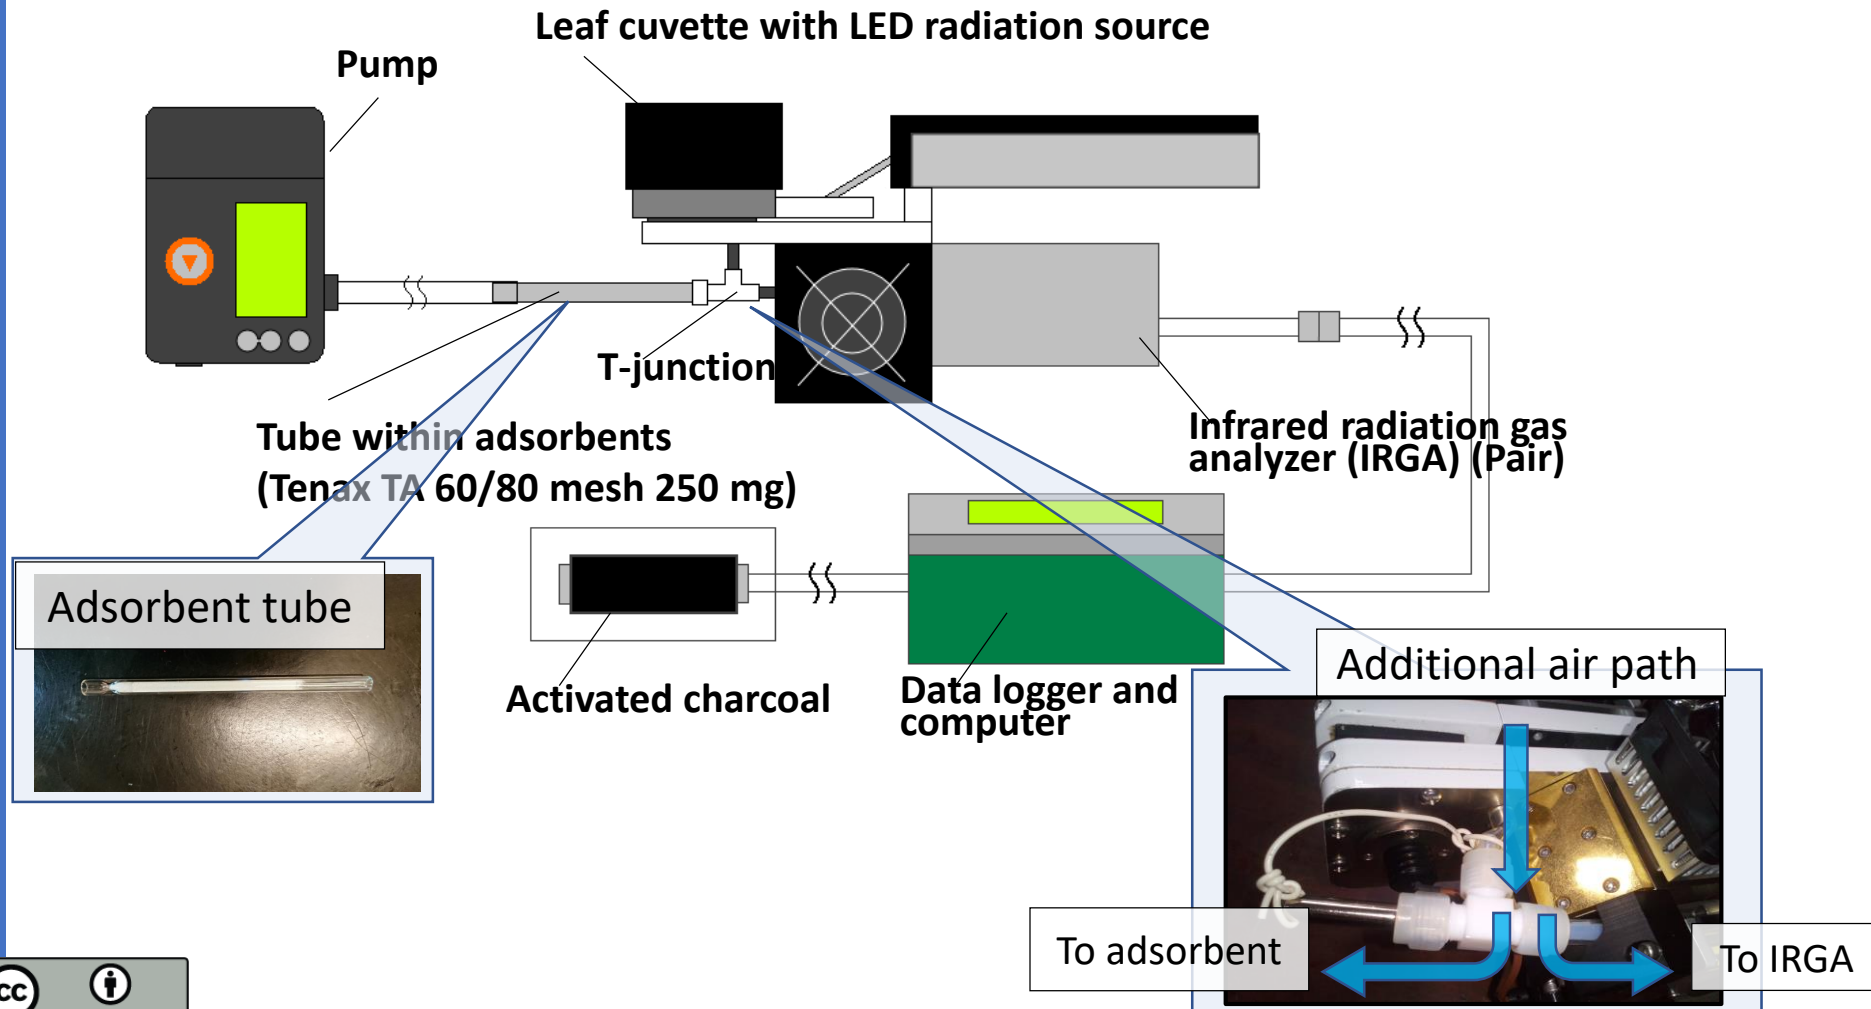 Leaf cuvette with LED radiation source
Pump
T-junction
Tube within adsorbents
(Tenax TA 60/80 mesh 250 mg)
Infrared radiation gas
analyzer (IRGA) (Pair)
Adsorbent tube
Activated charcoal
Data logger and
computer
Additional air path
To adsorbent
To IRGA
cc